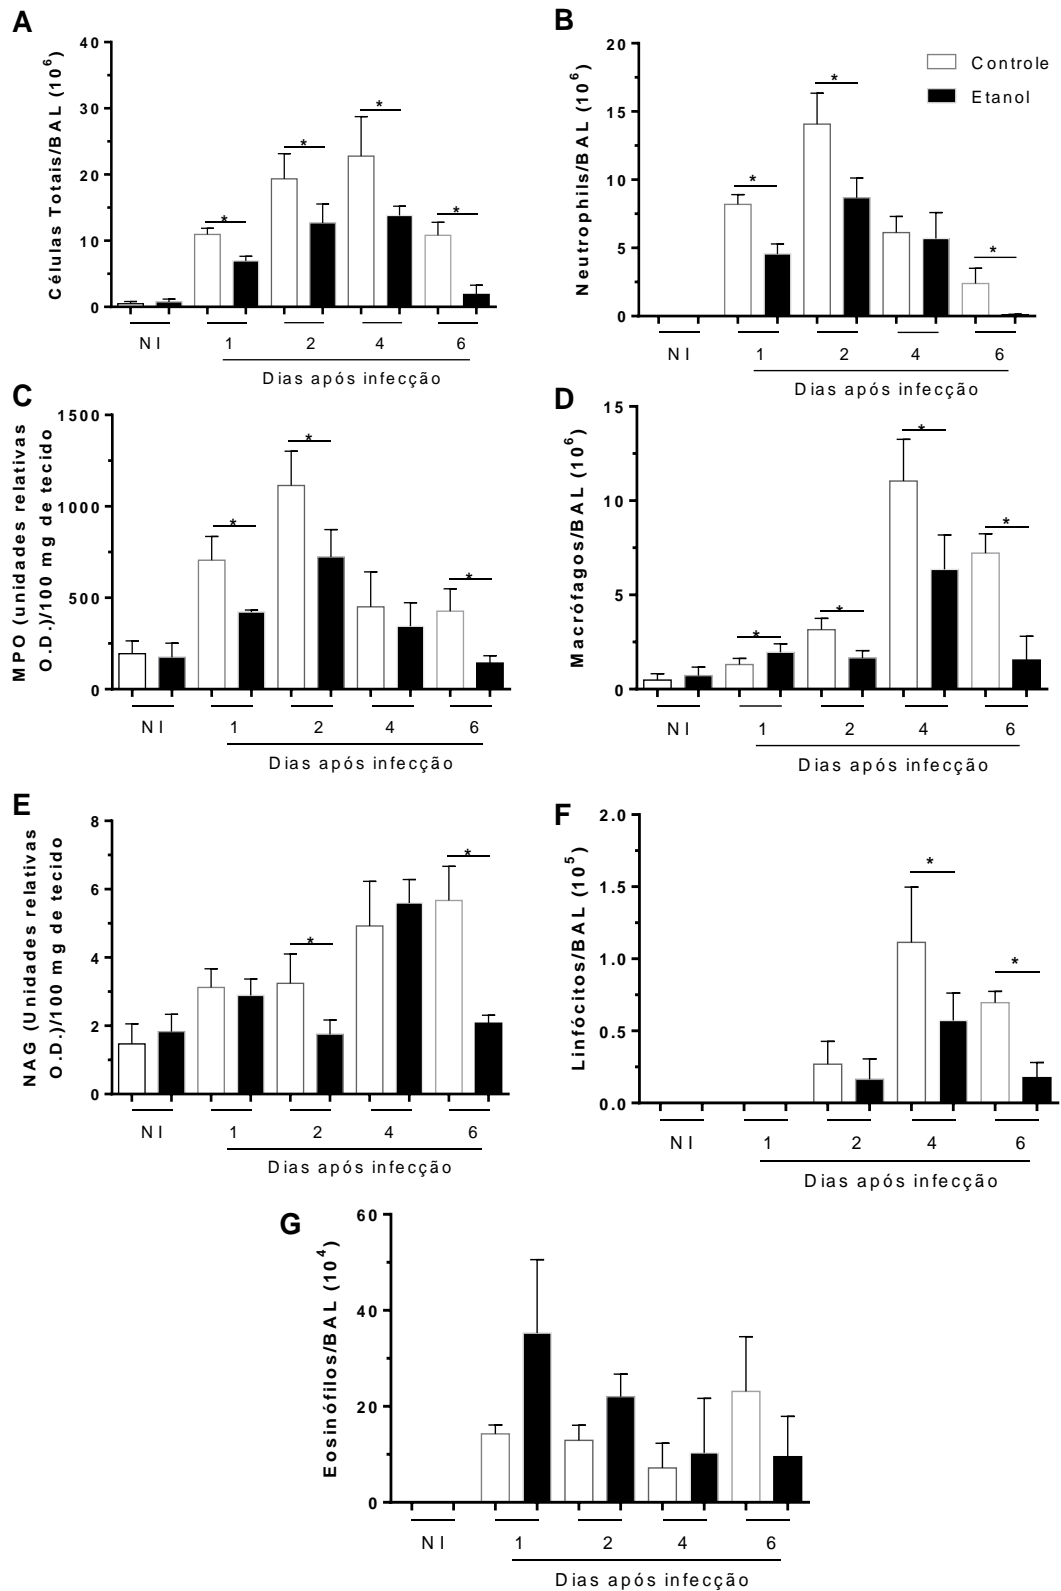 A
Células Totais/BAL (10⁶)
40
30
20
10
0
*
*
*
*
NI
1
2
4
6
Dias após infecção
B
Neutrophils/BAL (10⁶)
20
15
10
5
0
*
*
*
Controle
Etanol
NI
1
2
4
6
Dias após infecção
C
MPO (unidades relativas
O.D.)/100 mg de tecido
1500
1000
500
0
*
*
*
NI
1
2
4
6
Dias após infecção
D
Macrófagos/BAL (10⁶)
15
10
5
0
*
*
*
*
NI
1
2
4
6
Dias após infecção
E
NAG (Unidades relativas
O.D.)/100 mg de tecido
8
6
4
2
0
*
*
NI
1
2
4
6
Dias após infecção
F
Linfócitos/BAL (10⁵)
2.0
1.5
1.0
0.5
0.0
*
*
NI
1
2
4
6
Dias após infecção
G
Eosinófilos/BAL (10⁴)
60
40
20
0
NI
1
2
4
6
Dias após infecção